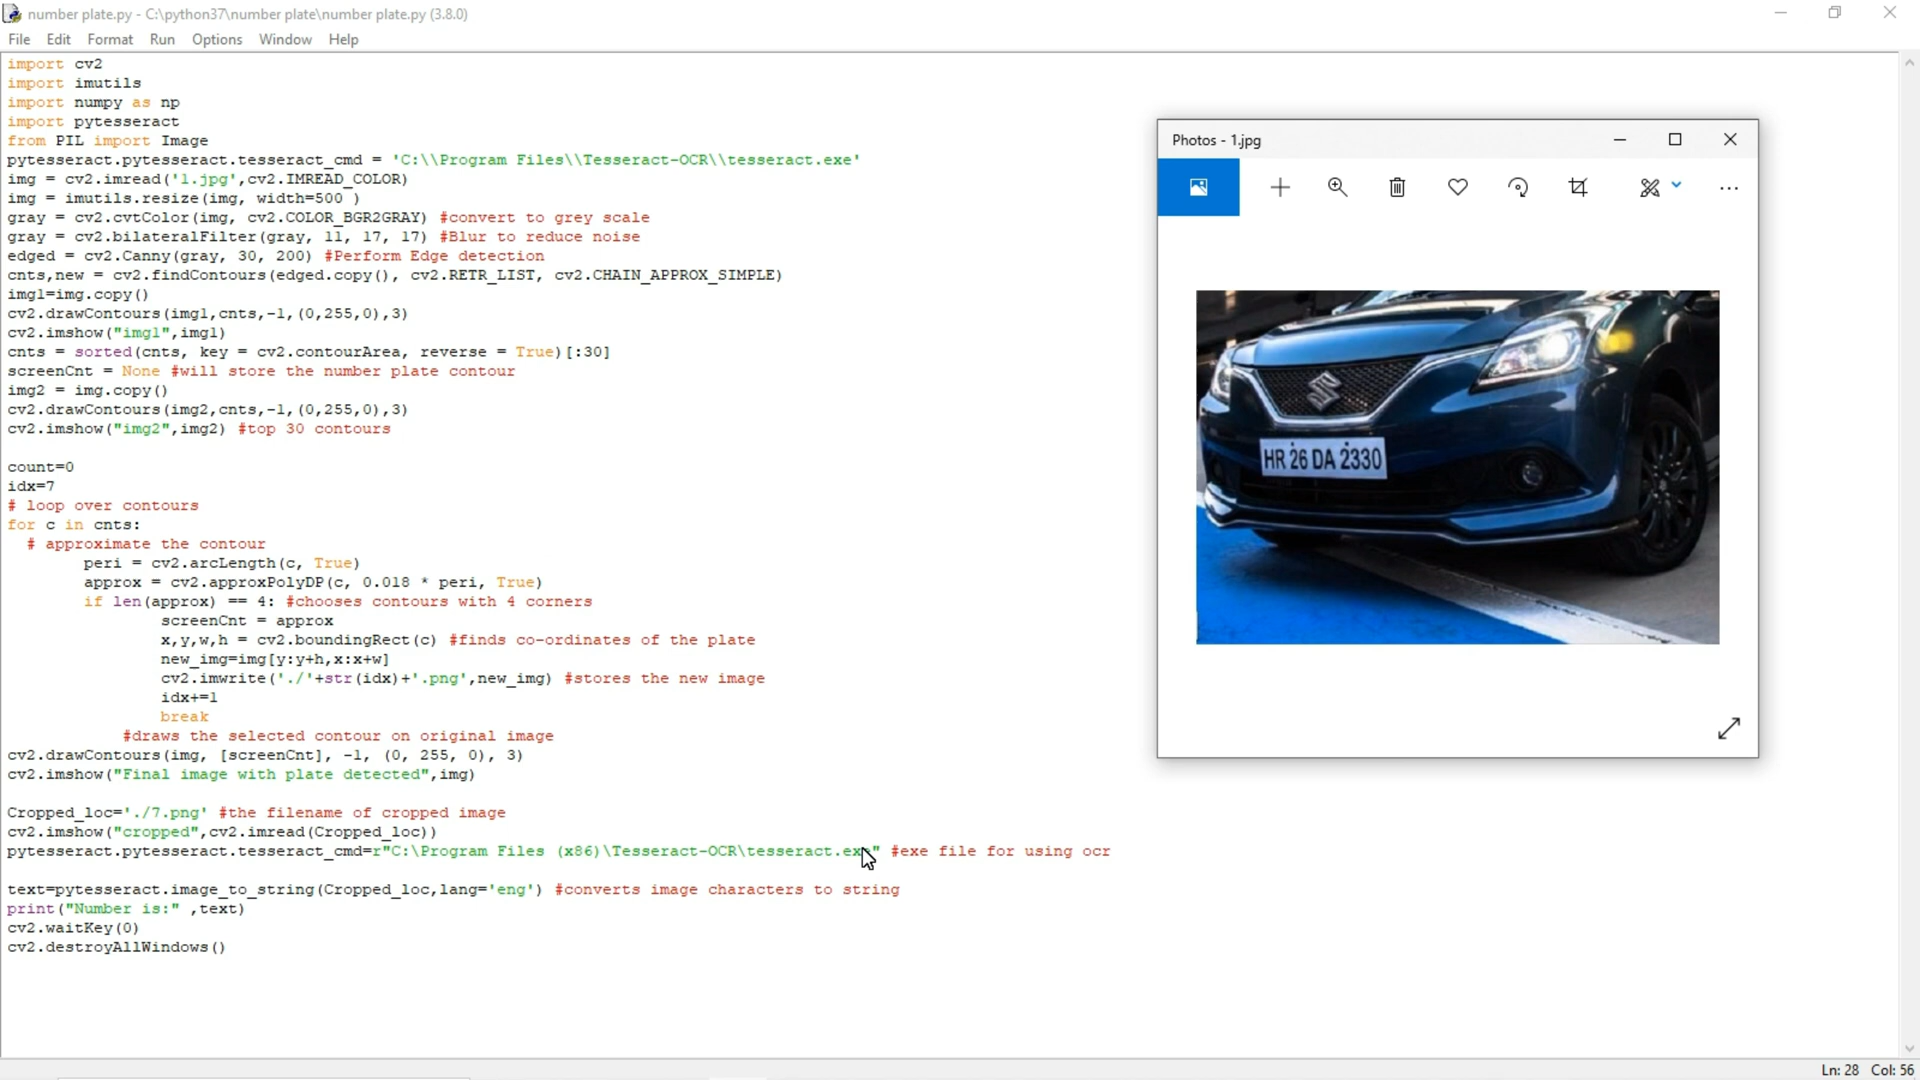 number plate.py - C:\python37\number plate\number plate.py (3.8.0)
File Edit Format Run Options Window Help
import cv2
import imutils
import numpy as np
import pytesseract
from PIL import Image
pytesseract.pytesseract.tesseract_cmd = 'C:\\Program Files\\Tesseract-OCR\\tesseract.exe'
img = cv2.imread('1.jpg',cv2.IMREAD_COLOR)
img = imutils.resize(img, width=500 )
gray = cv2.cvtColor(img, cv2.COLOR_BGR2GRAY) #convert to grey scale
gray = cv2.bilateralFilter(gray, 11, 17, 17) #Blur to reduce noise
edged = cv2.Canny(gray, 30, 200) #Perform Edge detection
cnts,new = cv2.findContours(edged.copy(), cv2.RETR_LIST, cv2.CHAIN_APPROX_SIMPLE)
img1=img.copy()
cv2.drawContours(img1,cnts,-1,(0,255,0),3)
cv2.imshow("img1",img1)
cnts = sorted(cnts, key = cv2.contourArea, reverse = True)[:30]
screenCnt = None #will store the number plate contour
img2 = img.copy()
cv2.drawContours(img2,cnts,-1,(0,255,0),3)
cv2.imshow("img2",img2) #top 30 contours
count=0
idx=7
# loop over contours
for c in cnts:
# approximate the contour
peri = cv2.arcLength(c, True)
approx = cv2.approxPolyDP(c, 0.018 * peri, True)
if len(approx) == 4: #chooses contours with 4 corners
screenCnt = approx
x,y,w,h = cv2.boundingRect(c) #finds co-ordinates of the plate
new_img=img[y:y+h,x:x+w]
cv2.imwrite('./'+str(idx)+'.png',new_img) #stores the new image
idx+=1
break
#draws the selected contour on original image
cv2.drawContours(img, [screenCnt], -1, (0, 255, 0), 3)
cv2.imshow("Final image with plate detected",img)
Cropped_loc='./7.png' #the filename of cropped image
cv2.imshow("cropped",cv2.imread(Cropped_loc))
pytesseract.pytesseract.tesseract_cmd=r"C:\Program Files (x86)\Tesseract-OCR\tesseract.exe" #exe file for using ocr
text=pytesseract.image_to_string(Cropped_loc,lang='eng') #converts image characters to string
print("Number is:" ,text)
cv2.waitKey(0)
cv2.destroyAllWindows()
Photos - 1.jpg
HR 26 DA 2330
Ln: 28 Col: 56